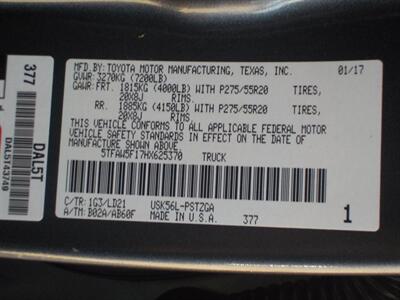 MFD.BY: TOYOTA MOTOR MANUFACTURING, TEXAS, INC. 01/17
GVWR: 3270KG (7200LB)
GAWR: FRT. 1815KG (4000LB) WITH P275/55R20 TIRES,
20X8J RIMS.
RR. 1885KG (4150LB) WITH P275/55R20 TIRES,
20X8J RIMS.
THIS VEHICLE CONFORMS TO ALL APPLICABLE FEDERAL MOTOR
VEHICLE SAFETY STANDARDS IN EFFECT ON THE DATE OF
MANUFACTURE SHOWN ABOVE.
5TFAW5F17HX625370 TRUCK
C/TR: 1G3/LD21 USK56L-PSTZGA
A/TM: B02A/AB60F MADE IN U.S.A. 377 1
377
DAL5T
DAL5T43749